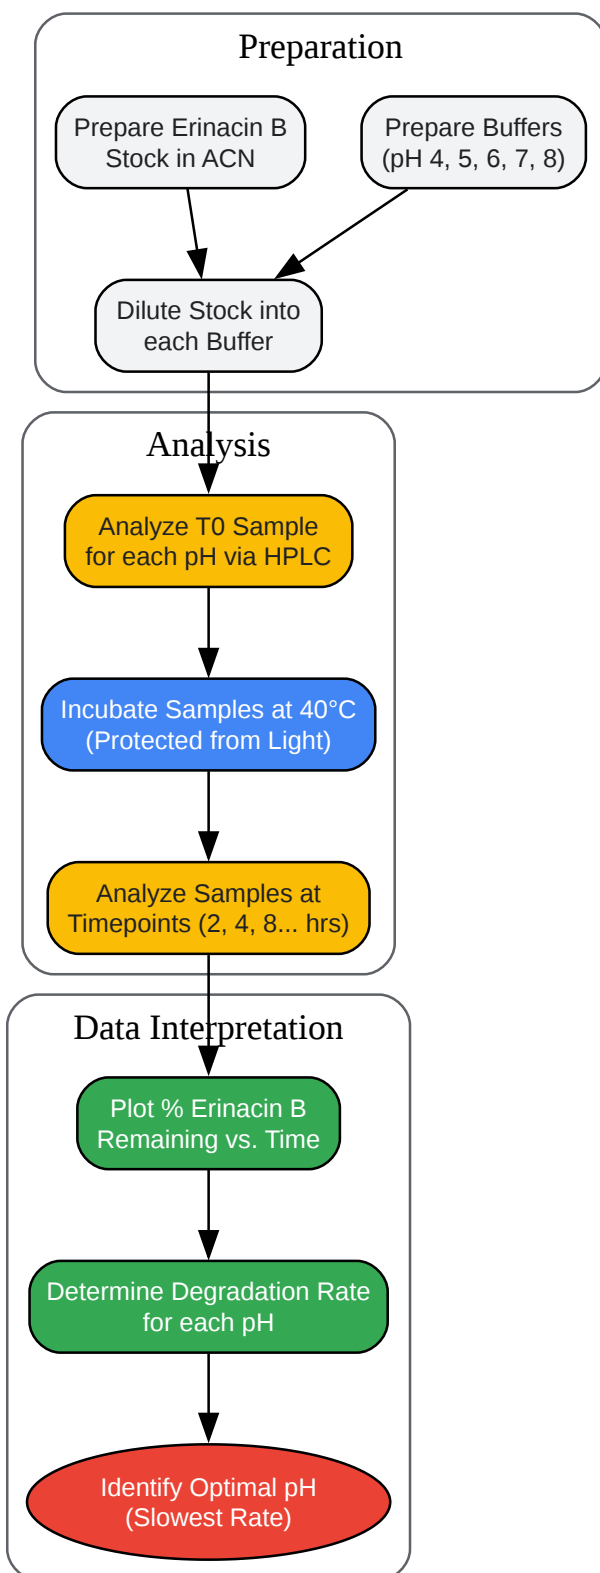 Preparation
Prepare Erinacin B
Stock in ACN
Prepare Buffers
(pH 4, 5, 6, 7, 8)
Dilute Stock into
each Buffer
Analysis
Analyze T0 Sample
for each pH via HPLC
Incubate Samples at 40°C
(Protected from Light)
Analyze Samples at
Timepoints (2, 4, 8... hrs)
Data Interpretation
Plot % Erinacin B
Remaining vs. Time
Determine Degradation Rate
for each pH
Identify Optimal pH
(Slowest Rate)